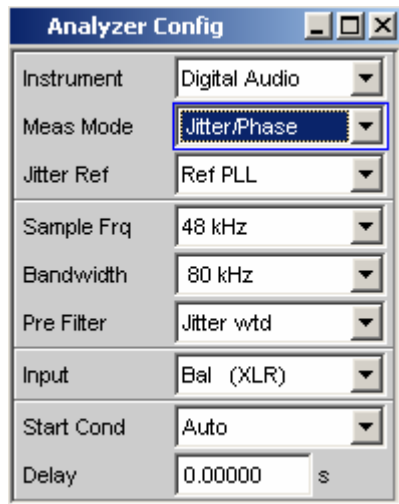 Analyzer Config
Instrument Digital Audio
Meas Mode Jitter/Phase
Jitter Ref Ref PLL
Sample Frq 48 kHz
Bandwidth 80 kHz
Pre Filter Jitter wtd
Input Bal (XLR)
Start Cond Auto
Delay 0.00000 s